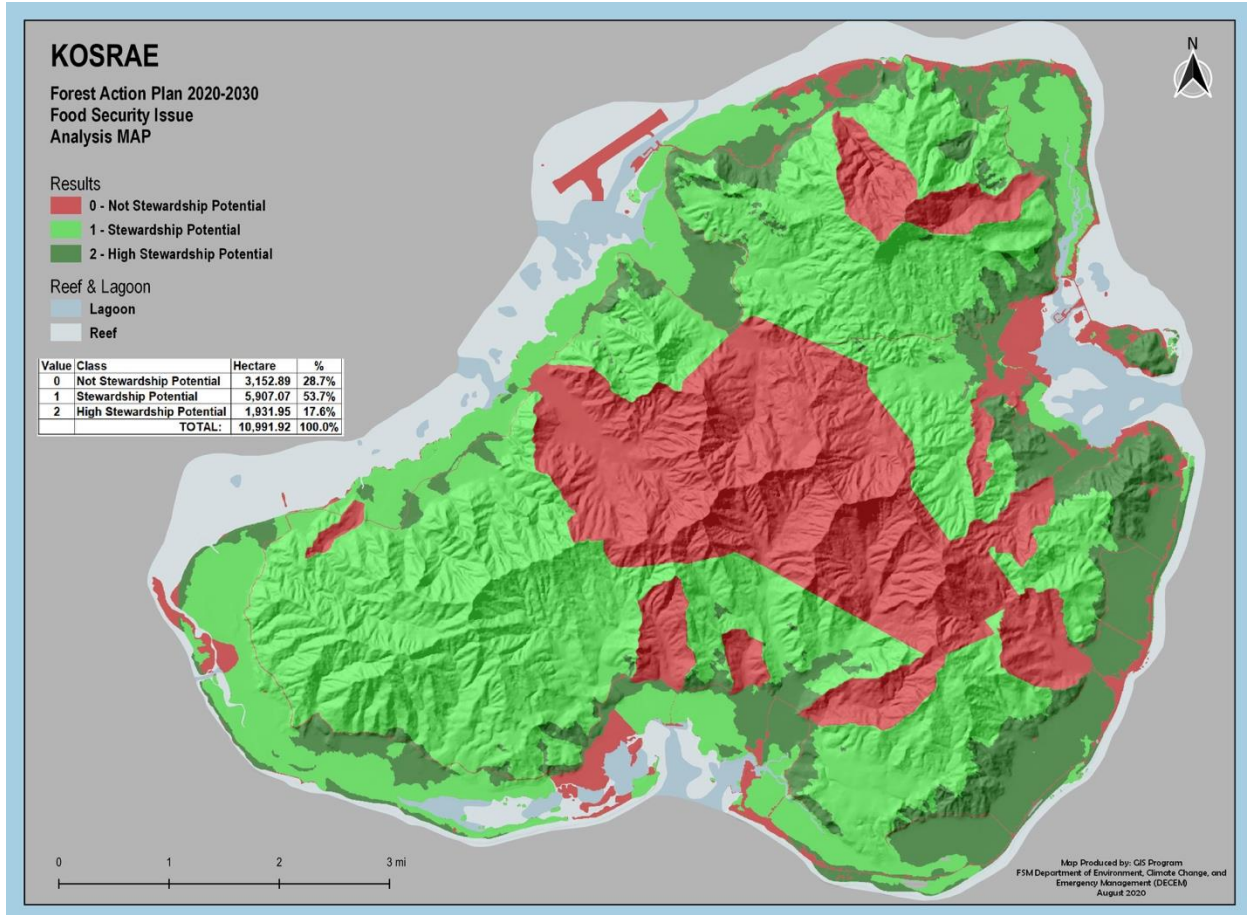 KOSRAE
Forest Action Plan 2020-2030
Food Security Issue
Analysis MAP
N
Results
0 - Not Stewardship Potential
1 - Stewardship Potential
2 - High Stewardship Potential
Reef & Lagoon
Lagoon
Reef
Value Class Hectare %
0 Not Stewardship Potential 3,152.89 28.7%
1 Stewardship Potential 5,907.07 53.7%
2 High Stewardship Potential 1,931.95 17.6%
TOTAL: 10,991.92 100.0%
0 1 2 3 mi
Map Produced by: GIS Program
FSM Department of Environment, Climate Change, and
Emergency Management (DECEM)
August 2020